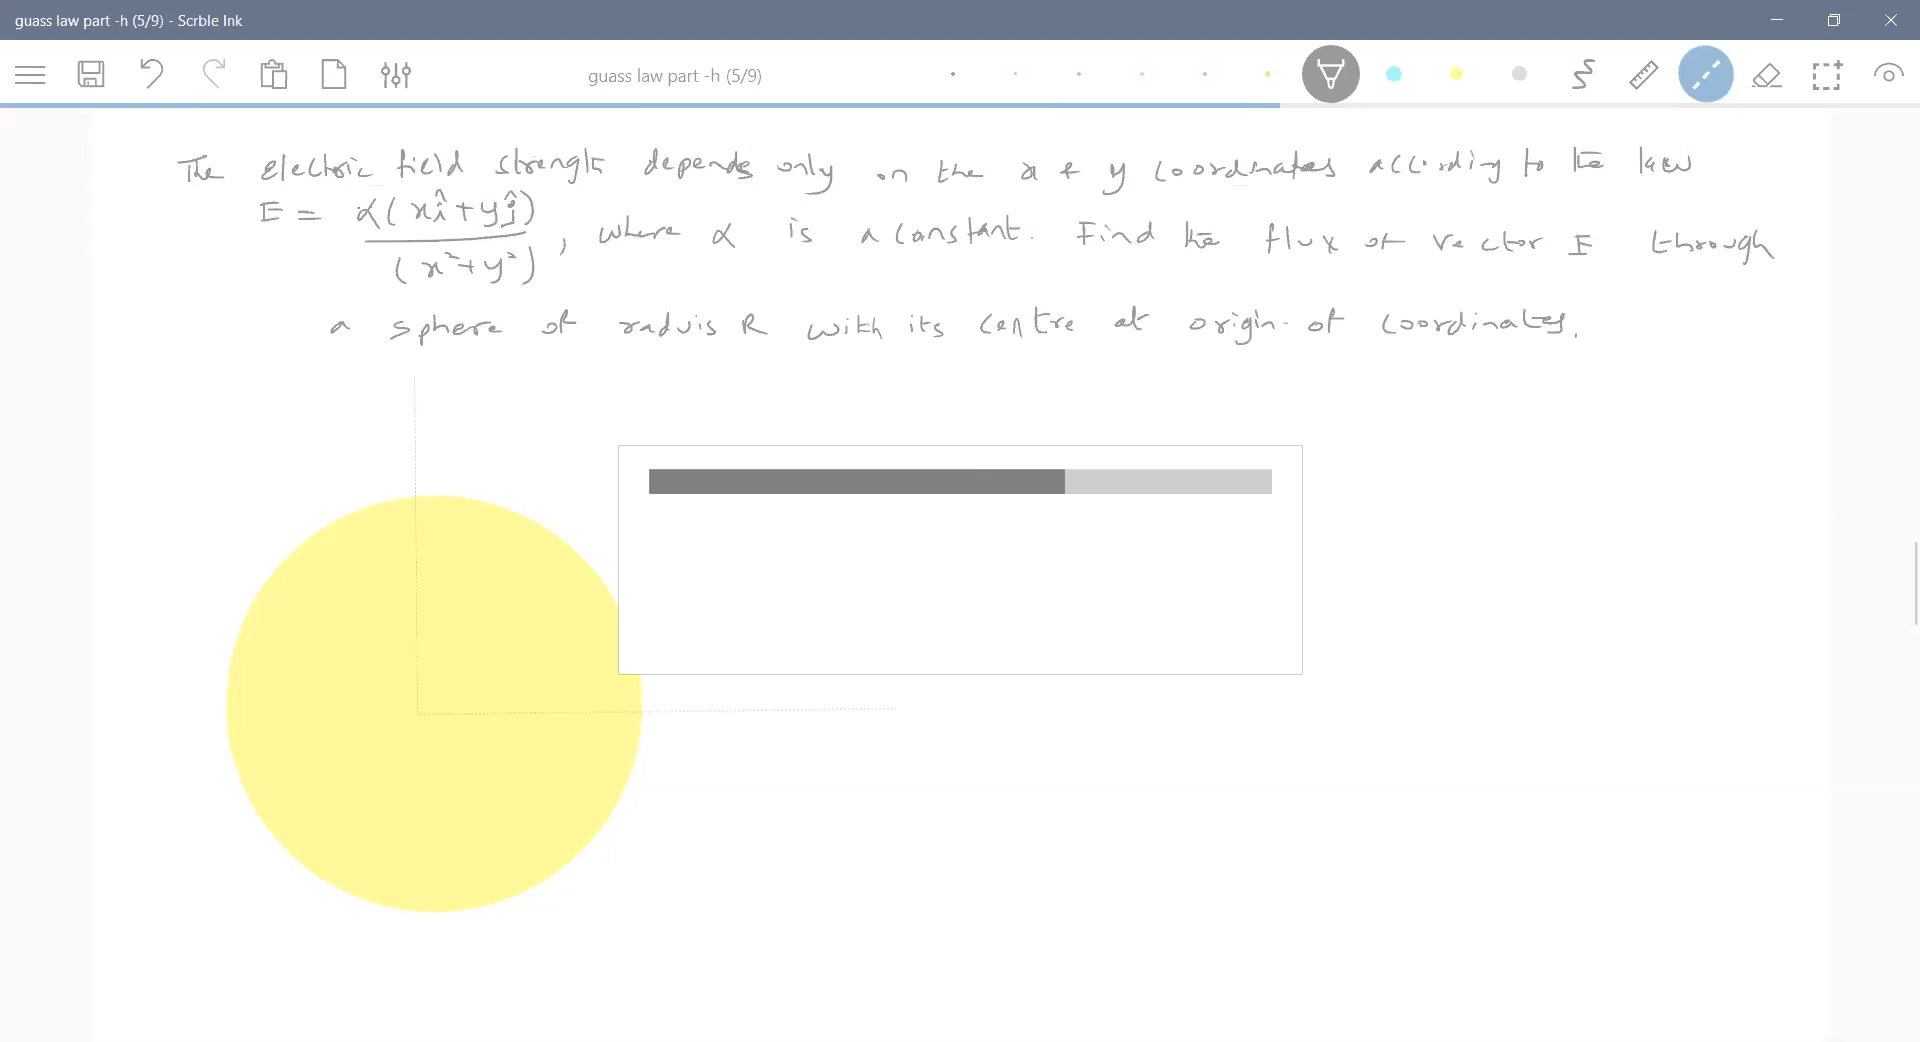 guass law part -h (5/9) - Scrble Ink
guass law part -h (5/9)
The electric field strength depends only on the x & y coordinates according to the law
E = α(xî+yĵ)/(x²+y²), where α is a constant. Find the flux of vector E through
a sphere of raduis R with its centre at origin of coordinates.